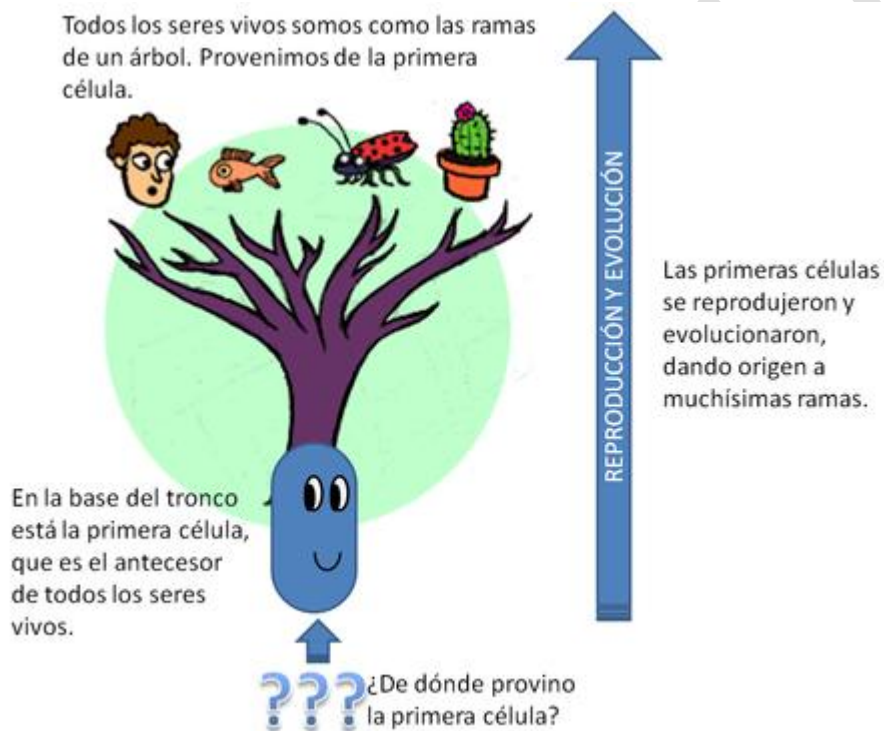 Todos los seres vivos somos como las ramas
de un árbol. Provenimos de la primera
célula.
REPRODUCCIÓN Y EVOLUCIÓN
Las primeras células
se reprodujeron y
evolucionaron,
dando origen a
muchísimas ramas.
En la base del tronco
está la primera célula,
que es el antecesor
de todos los seres
vivos.
???
¿De dónde provino
la primera célula?